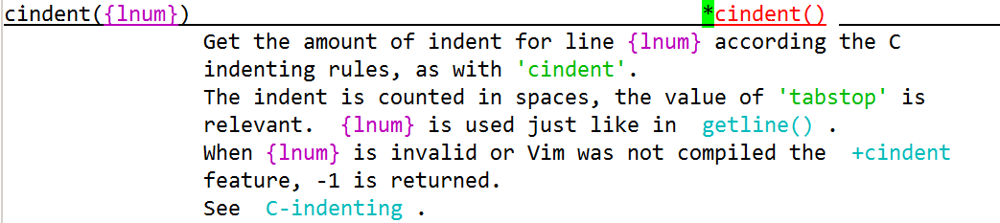 cindent({lnum}) *cindent()
Get the amount of indent for line {lnum} according the C
indenting rules, as with 'cindent'.
The indent is counted in spaces, the value of 'tabstop' is
relevant. {lnum} is used just like in getline() .
When {lnum} is invalid or Vim was not compiled the +cindent
feature, -1 is returned.
See C-indenting .